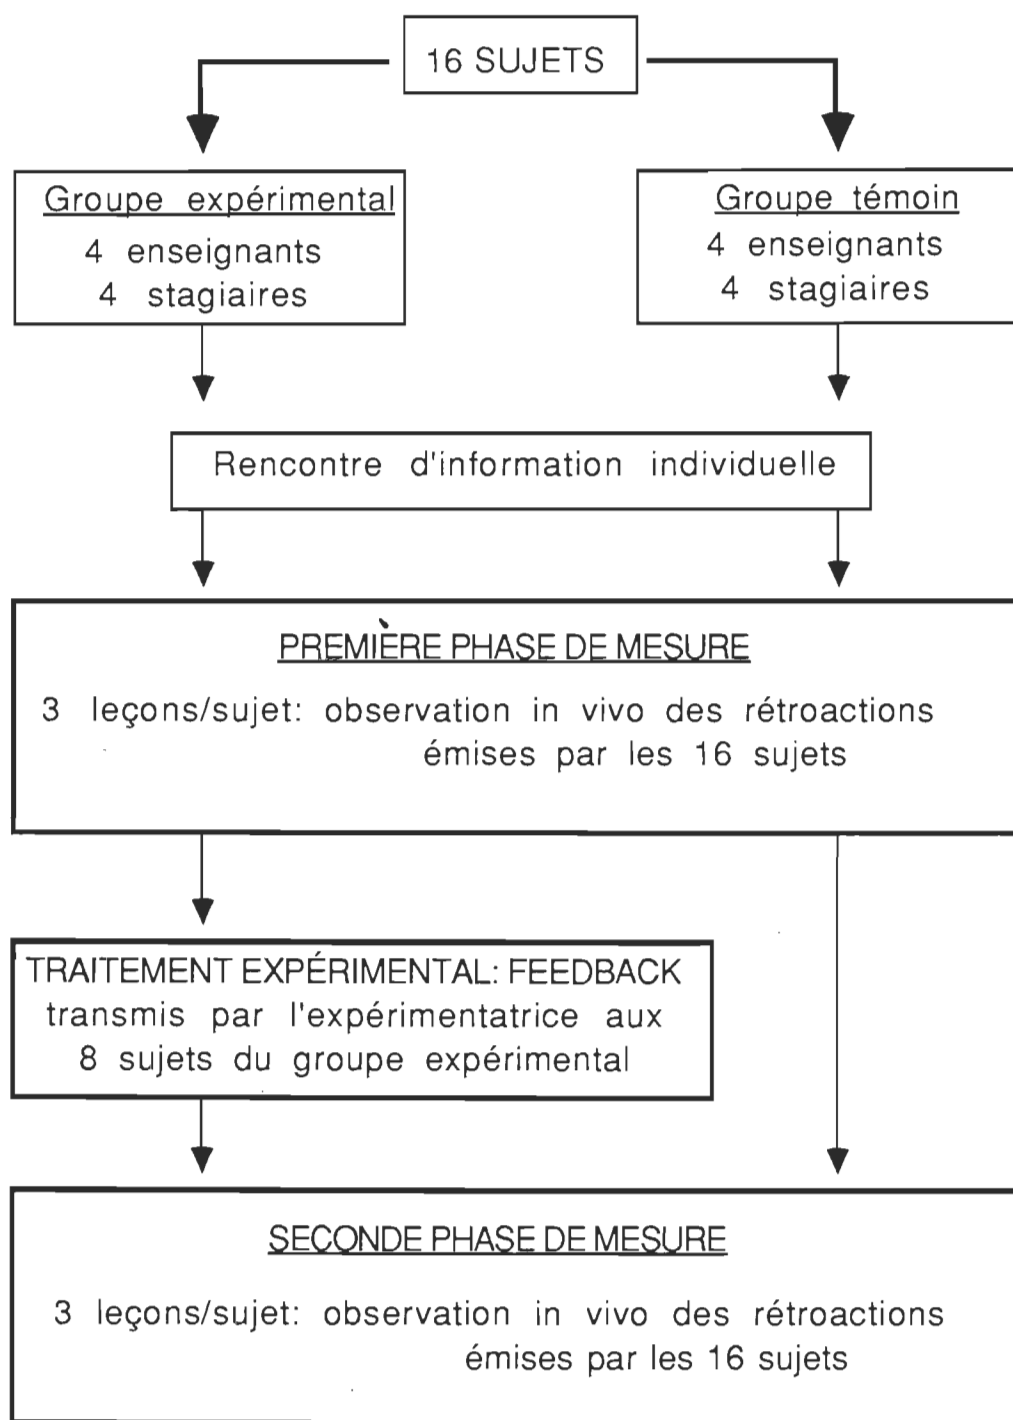 16 SUJETS
Groupe expérimental
4 enseignants
4 stagiaires
Groupe témoin
4 enseignants
4 stagiaires
Rencontre d'information individuelle
PREMIÈRE PHASE DE MESURE
3 leçons/sujet: observation in vivo des rétroactions
émises par les 16 sujets
TRAITEMENT EXPÉRIMENTAL: FEEDBACK
transmis par l'expérimentatrice aux
8 sujets du groupe expérimental
SECONDE PHASE DE MESURE
3 leçons/sujet: observation in vivo des rétroactions
émises par les 16 sujets